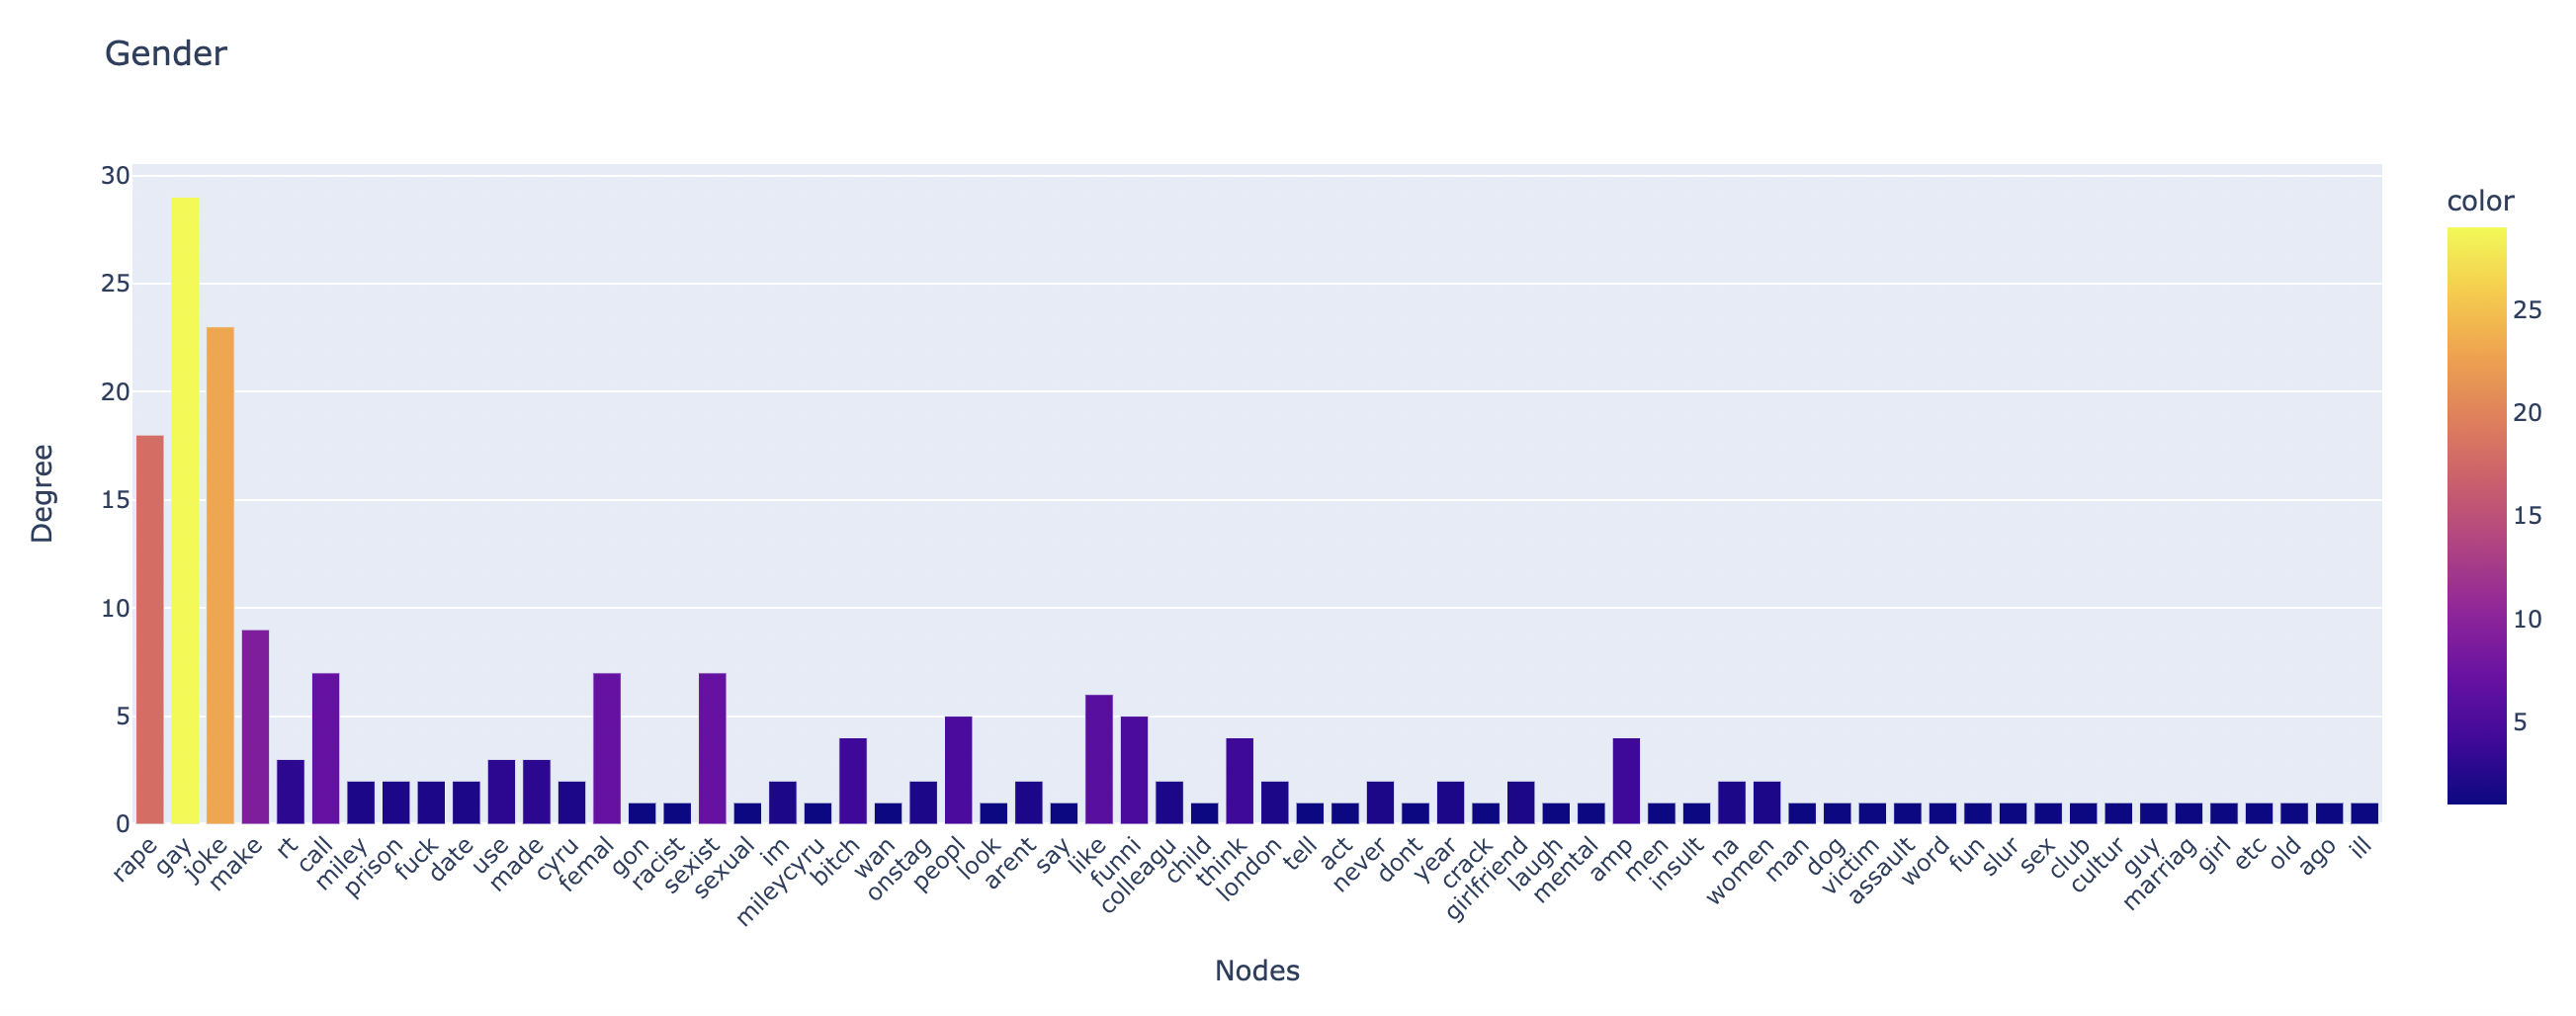 Gender
30
25
20
15
10
5
0
Degree
rape
gay
joke
make
rt
call
miley
prison
fuck
date
use
made
cyru
femal
gon
racist
sexist
sexual
im
mileycyru
bitch
wan
onstag
peopl
look
arent
say
like
funni
colleagu
child
think
london
tell
act
never
dont
year
crack
girlfriend
laugh
mental
amp
men
insult
na
women
man
dog
victim
assault
word
fun
slur
sex
club
cultur
guy
marriag
girl
etc
old
ago
ill
Nodes
color
25
20
15
10
5